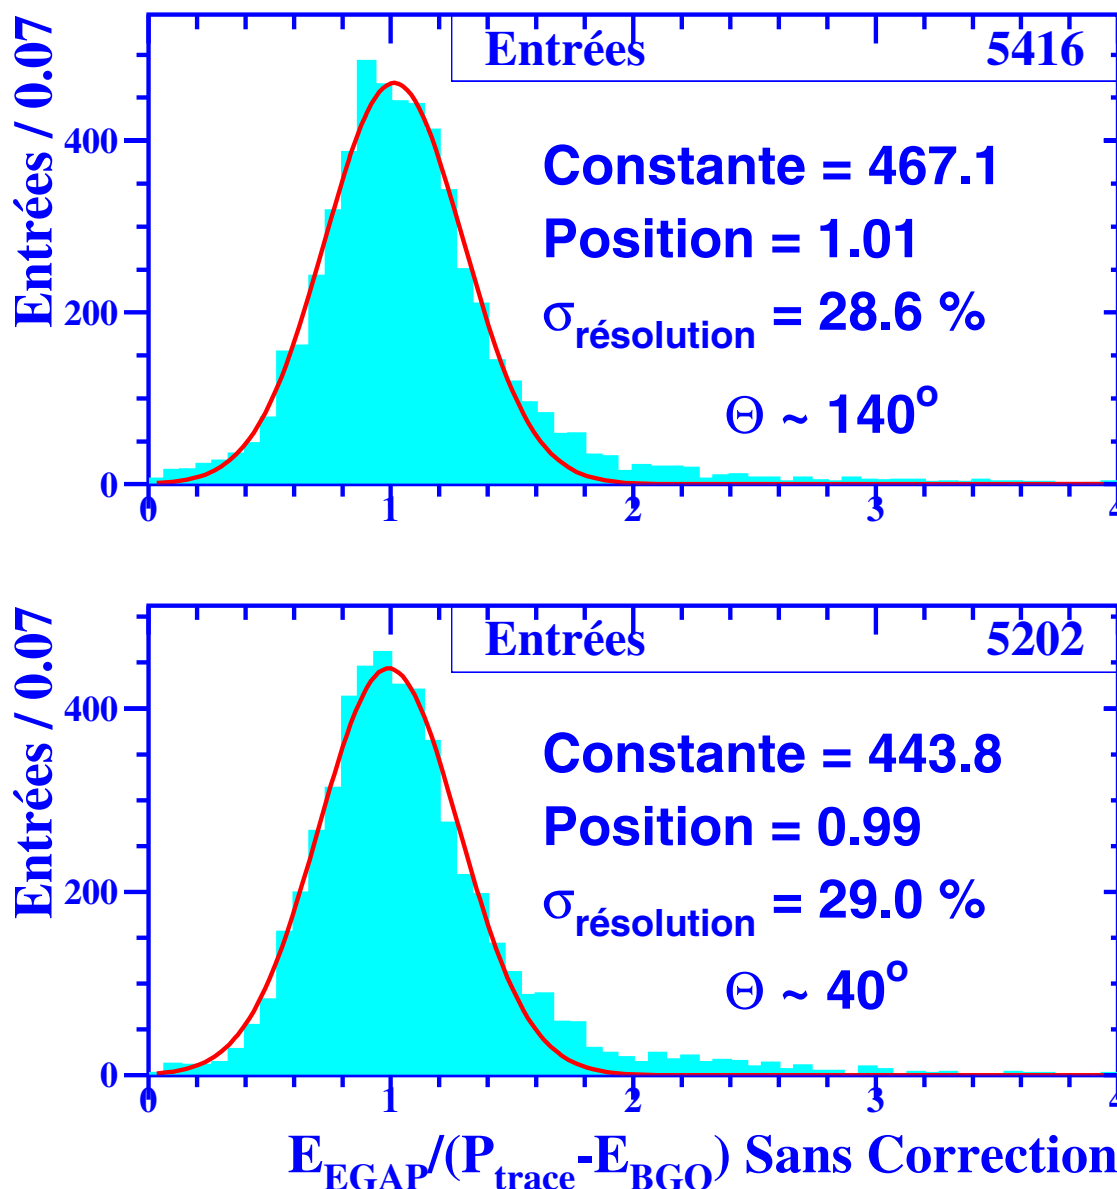 Entrées / 0.07
Entrées 5416
Constante = 467.1
Position = 1.01
σrésolution = 28.6 %
Θ ~ 140o
400
200
0
0 1 2 3 4
Entrées / 0.07
Entrées 5202
Constante = 443.8
Position = 0.99
σrésolution = 29.0 %
Θ ~ 40o
400
200
0
0 1 2 3 4
EEGAP/(Ptrace-EBGO) Sans Correction